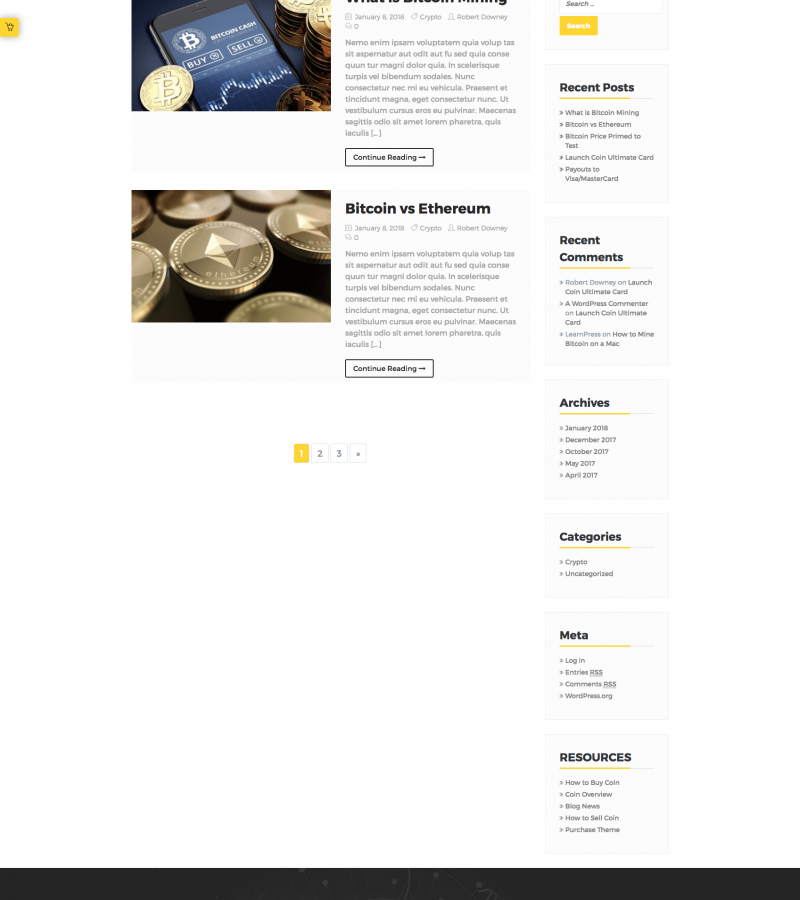 What is Bitcoin Mining
January 8, 2018 Crypto Robert Downey
0
Nemo enim ipsam voluptatem quia volup tas
sit aspernatur aut odit aut fu sed quia conse
quun tur magni dolor quia. In scelerisque
turpis vel bibendum sodales. Nunc
consectetur nec mi eu vehicula. Praesent et
tincidunt magna, eget consectetur nunc. Ut
vestibulum cursus eros eu pulvinar. Maecenas
sagittis odio sit amet lorem pharetra, quis
iaculis [...]
Continue Reading →
BITCOIN CASH
BUY
SELL
Bitcoin vs Ethereum
January 8, 2018 Crypto Robert Downey
0
Nemo enim ipsam voluptatem quia volup tas
sit aspernatur aut odit aut fu sed quia conse
quun tur magni dolor quia. In scelerisque
turpis vel bibendum sodales. Nunc
consectetur nec mi eu vehicula. Praesent et
tincidunt magna, eget consectetur nunc. Ut
vestibulum cursus eros eu pulvinar. Maecenas
sagittis odio sit amet lorem pharetra, quis
iaculis [...]
Continue Reading →
ethereum
1 2 3 »
Search ...
Search
Recent Posts
» What is Bitcoin Mining
» Bitcoin vs Ethereum
» Bitcoin Price Primed to
Test
» Launch Coin Ultimate Card
» Payouts to
Visa/MasterCard
Recent
Comments
» Robert Downey on Launch
Coin Ultimate Card
» A WordPress Commenter
on Launch Coin Ultimate
Card
» LearnPress on How to Mine
Bitcoin on a Mac
Archives
» January 2018
» December 2017
» October 2017
» May 2017
» April 2017
Categories
» Crypto
» Uncategorized
Meta
» Log in
» Entries RSS
» Comments RSS
» WordPress.org
RESOURCES
» How to Buy Coin
» Coin Overview
» Blog News
» How to Sell Coin
» Purchase Theme